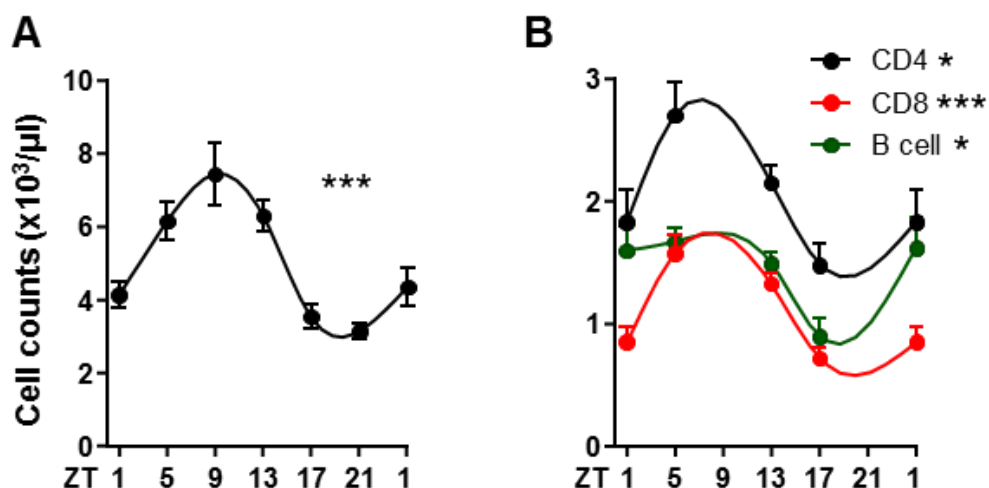 A
Cell counts (x10³/µl)
10
8
6
4
2
0
***
ZT 1 5 9 13 17 21 1
B
CD4 *
CD8 ***
B cell *
3
2
1
0
ZT 1 5 9 13 17 21 1